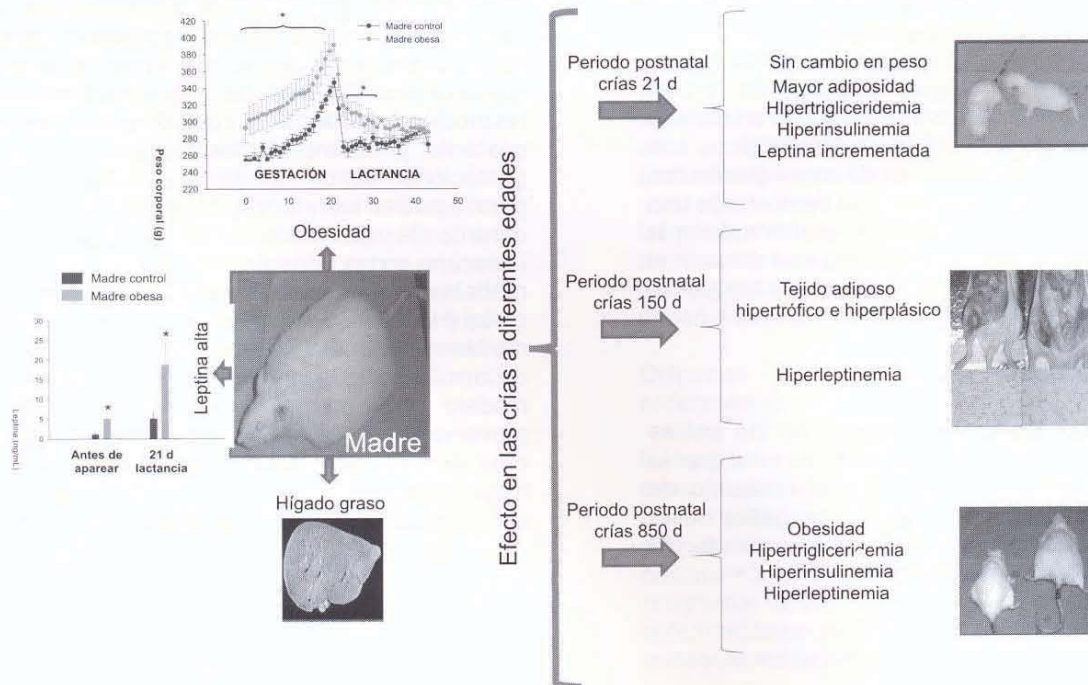 420
400
380
360
340
320
300
280
260
240
220
Peso corporal (g)
Madre control
Madre obesa
*
*
GESTACIÓN
LACTANCIA
0
10
20
30
40
50
Obesidad
Madre control
Madre obesa
30
25
20
15
10
5
0
Leptina (mg/mL)
*
*
Antes de
aparear
21 d
lactancia
Leptina alta
Madre
Hígado graso
Efecto en las crías a diferentes edades
Periodo postnatal
crías 21 d
Sin cambio en peso
Mayor adiposidad
HIpertrigliceridemia
Hiperinsulinemia
Leptina incrementada
Periodo postnatal
crías 150 d
Tejido adiposo
hipertrófico e hiperplásico
Hiperleptinemia
Periodo postnatal
crías 850 d
Obesidad
Hipertrigliceridemia
Hiperinsulinemia
Hiperleptinemia